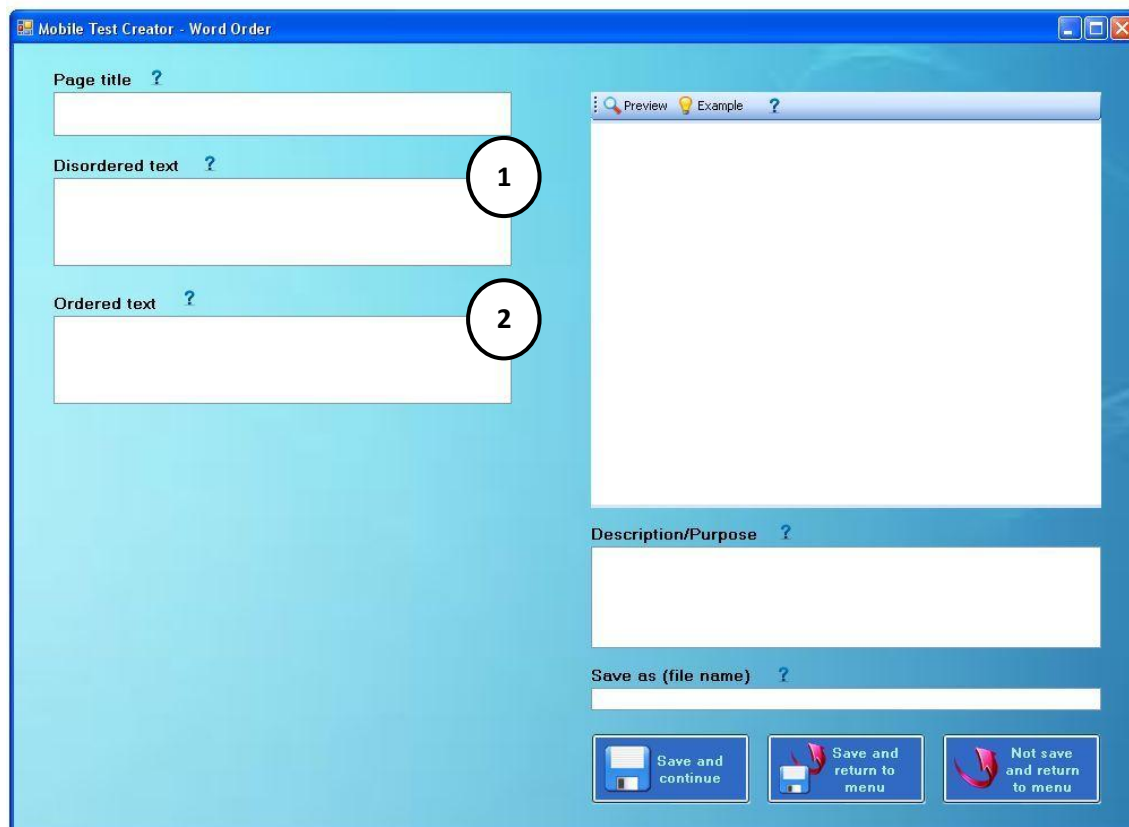 Mobile Test Creator - Word Order
Page title ?
Disordered text ?
1
Ordered text ?
2
Preview Example ?
Description/Purpose ?
Save as (file name) ?
Save and
continue
Save and
return to
menu
Not save
and return
to menu